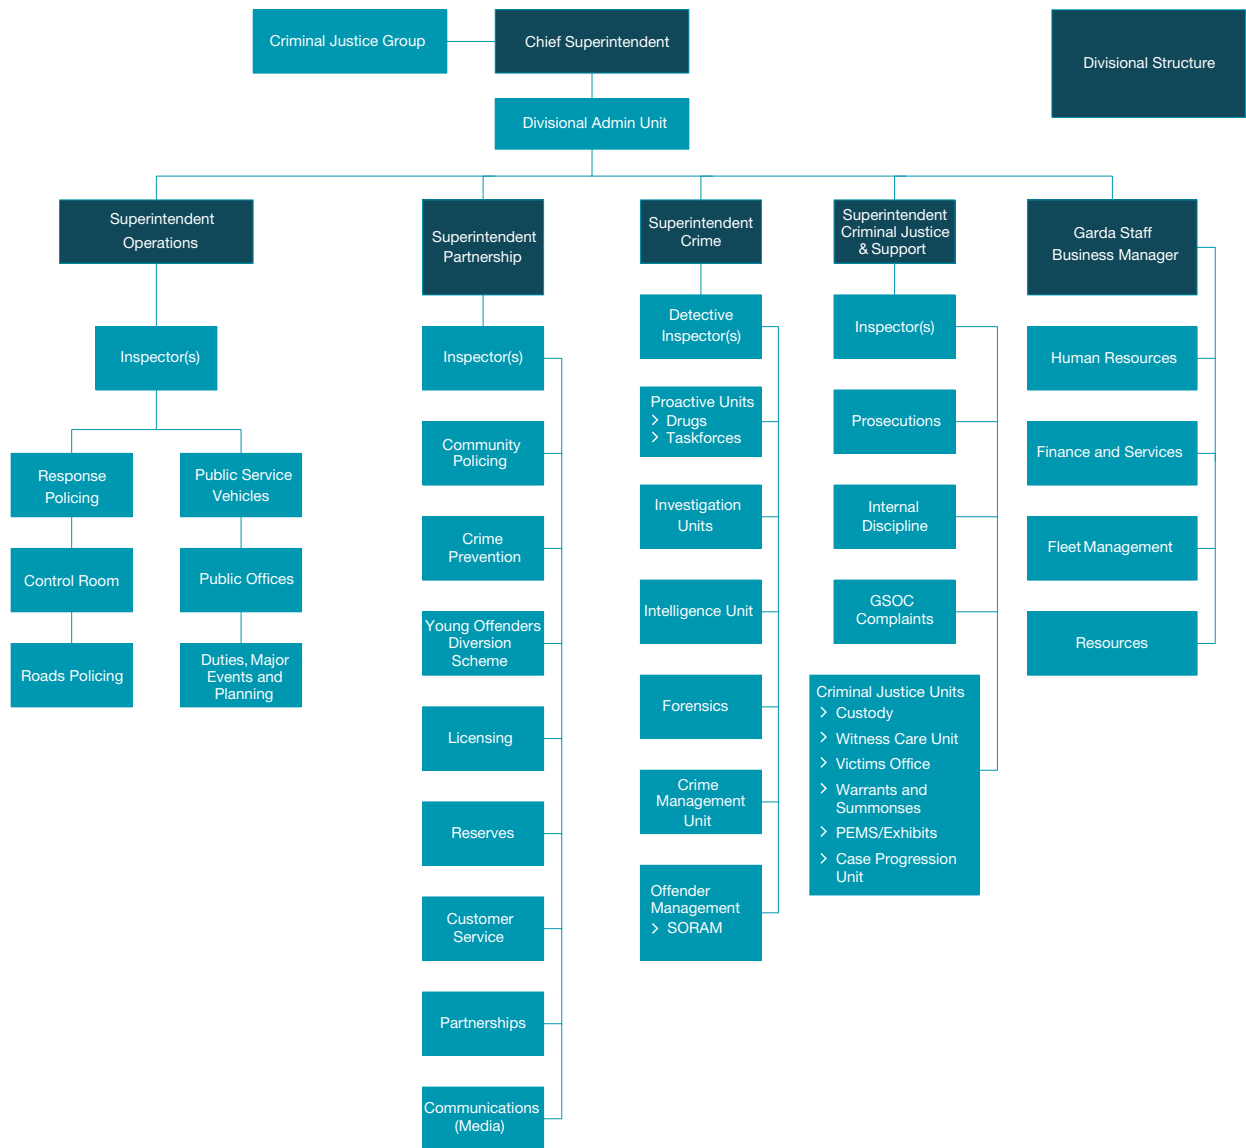 Criminal Justice Group
Chief Superintendent
Divisional Structure
Divisional Admin Unit
Superintendent
Operations
Superintendent
Partnership
Superintendent
Crime
Superintendent
Criminal Justice
& Support
Garda Staff
Business Manager
Inspector(s)
Response
Policing
Control Room
Roads Policing
Public Service
Vehicles
Public Offices
Duties, Major
Events and
Planning
Inspector(s)
Community
Policing
Crime
Prevention
Young Offenders
Diversion
Scheme
Licensing
Reserves
Customer
Service
Partnerships
Communications
(Media)
Detective
Inspector(s)
Proactive Units
> Drugs
> Taskforces
Investigation
Units
Intelligence Unit
Forensics
Crime
Management
Unit
Offender
Management
> SORAM
Inspector(s)
Prosecutions
Internal
Discipline
GSOC
Complaints
Criminal Justice Units
> Custody
> Witness Care Unit
> Victims Office
> Warrants and
Summonses
> PEMS/Exhibits
> Case Progression
Unit
Human Resources
Finance and Services
Fleet Management
Resources